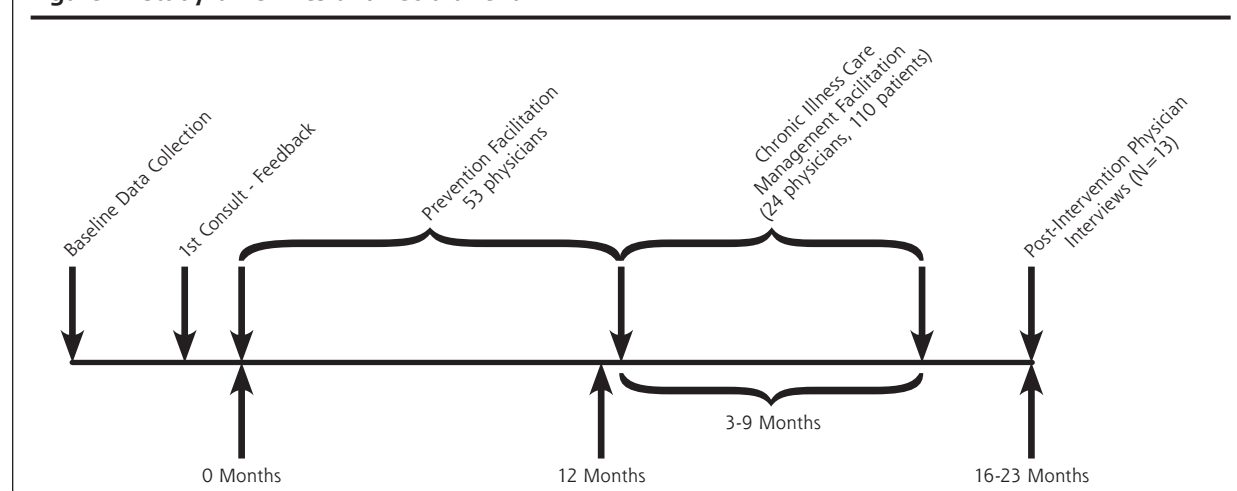 Baseline Data Collection
1st Consult - Feedback
Prevention Facilitation
53 physicians
Chronic Illness Care
Management Facilitation
(24 physicians, 110 patients)
Post-Intervention Physician
Interviews (N=13)
3-9 Months
0 Months
12 Months
16-23 Months